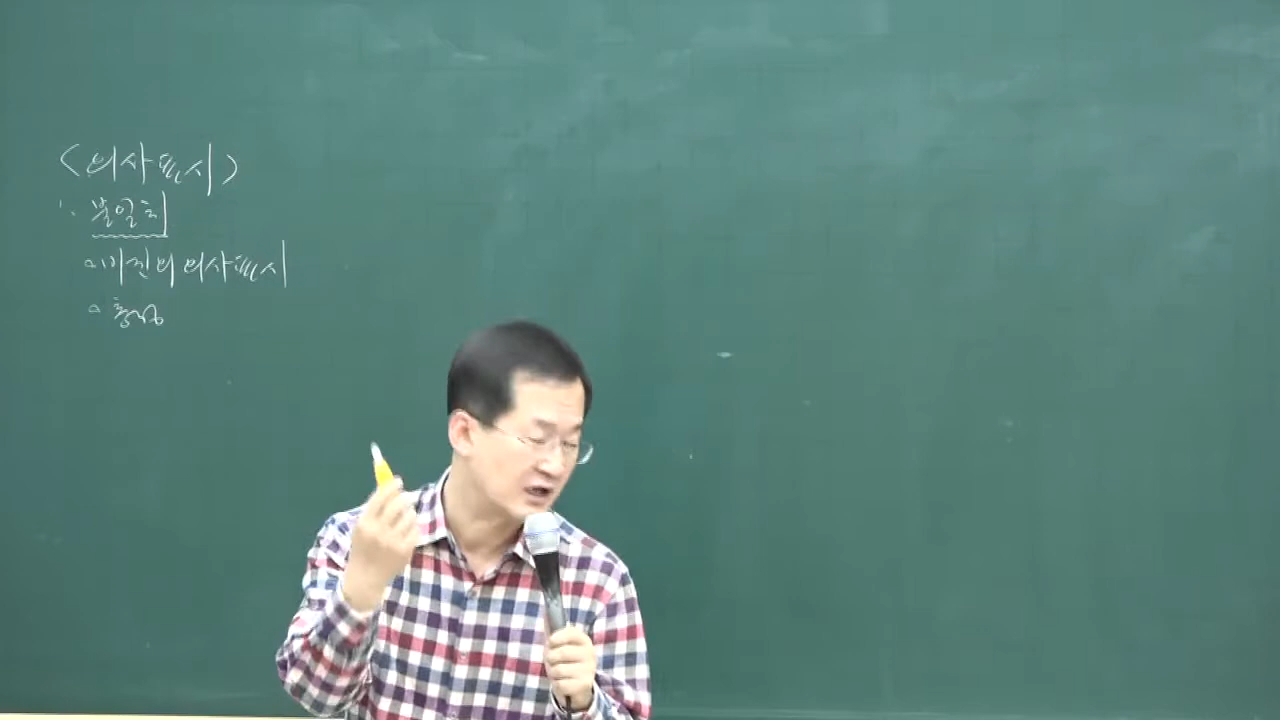 <의사표시>
1. 불일치
□ 비진의 의사표시
□ 통정